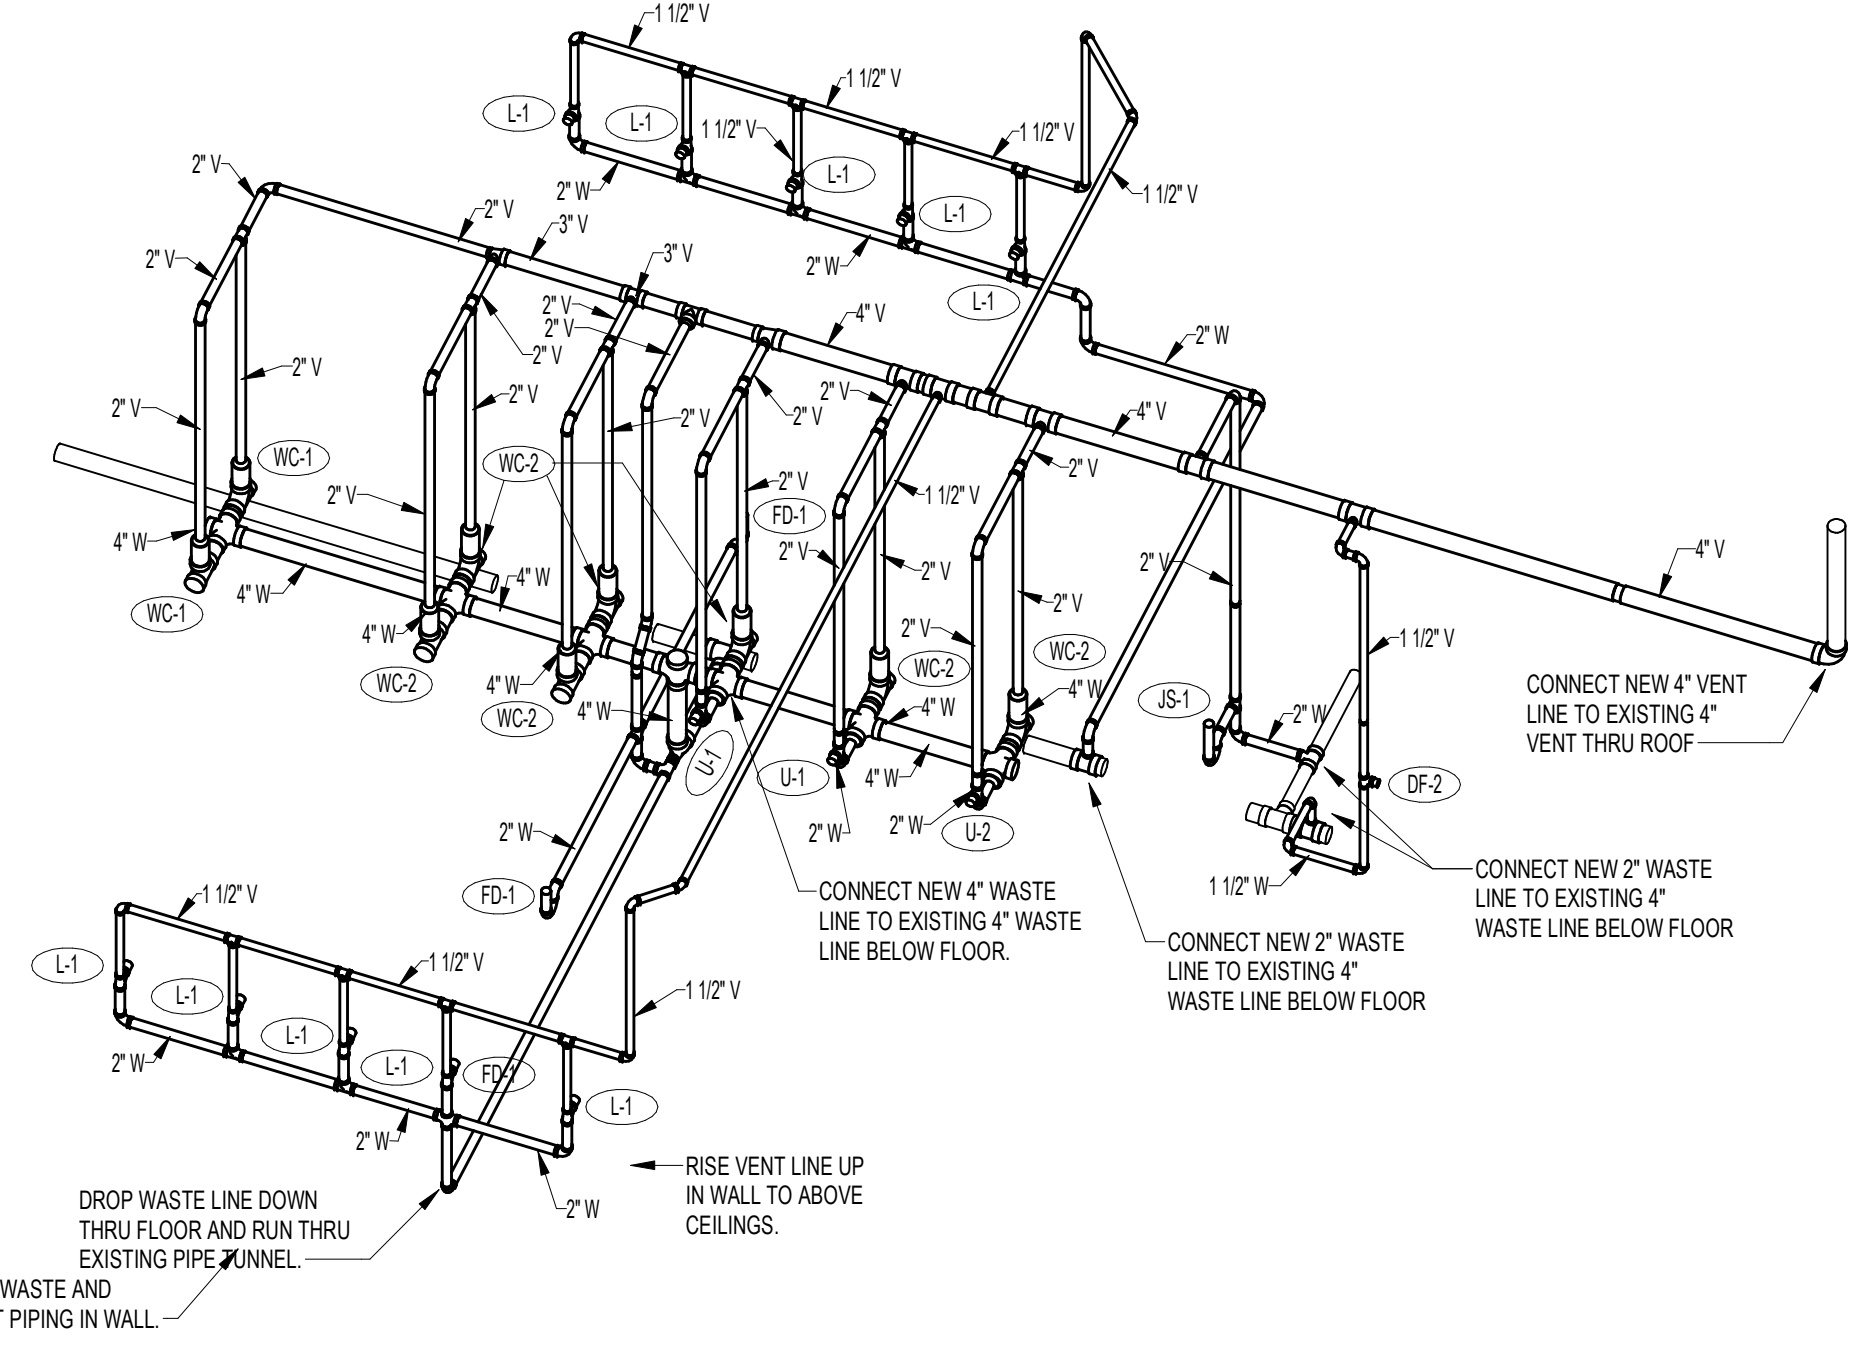 1 1/2" V
1 1/2" V
L-1
L-1
1 1/2" V
1 1/2" V
L-1
1 1/2" V
2" V
2" W
L-1
2" V
3" V
2" V
2" W
3" V
L-1
2" V
2" V
4" V
2" W
2" V
2" V
2" V
2" V
2" V
2" V
2" V
2" V
4" V
WC-1
WC-2
2" V
2" V
2" V
1 1/2" V
FD-1
4" W
2" V
4" V
2" V
2" V
4" W
4" W
2" V
WC-1
4" W
2" V
1 1/2" V
WC-2
WC-2
WC-2
4" W
4" W
JS-1
CONNECT NEW 4" VENT
LINE TO EXISTING 4"
VENT THRU ROOF
WC-2
4" W
4" W
2" W
U-1
U-1
4" W
DF-2
2" W
2" W
2" W
U-2
FD-1
CONNECT NEW 4" WASTE
LINE TO EXISTING 4" WASTE
LINE BELOW FLOOR.
1 1/2" W
CONNECT NEW 2" WASTE
LINE TO EXISTING 4"
WASTE LINE BELOW FLOOR
CONNECT NEW 2" WASTE
LINE TO EXISTING 4"
WASTE LINE BELOW FLOOR
1 1/2" V
L-1
1 1/2" V
L-1
1 1/2" V
L-1
2" W
L-1
FD-1
L-1
2" W
2" W
RISE VENT LINE UP
IN WALL TO ABOVE
CEILINGS.
DROP WASTE LINE DOWN
THRU FLOOR AND RUN THRU
EXISTING PIPE TUNNEL.
WASTE AND
PIPING IN WALL.